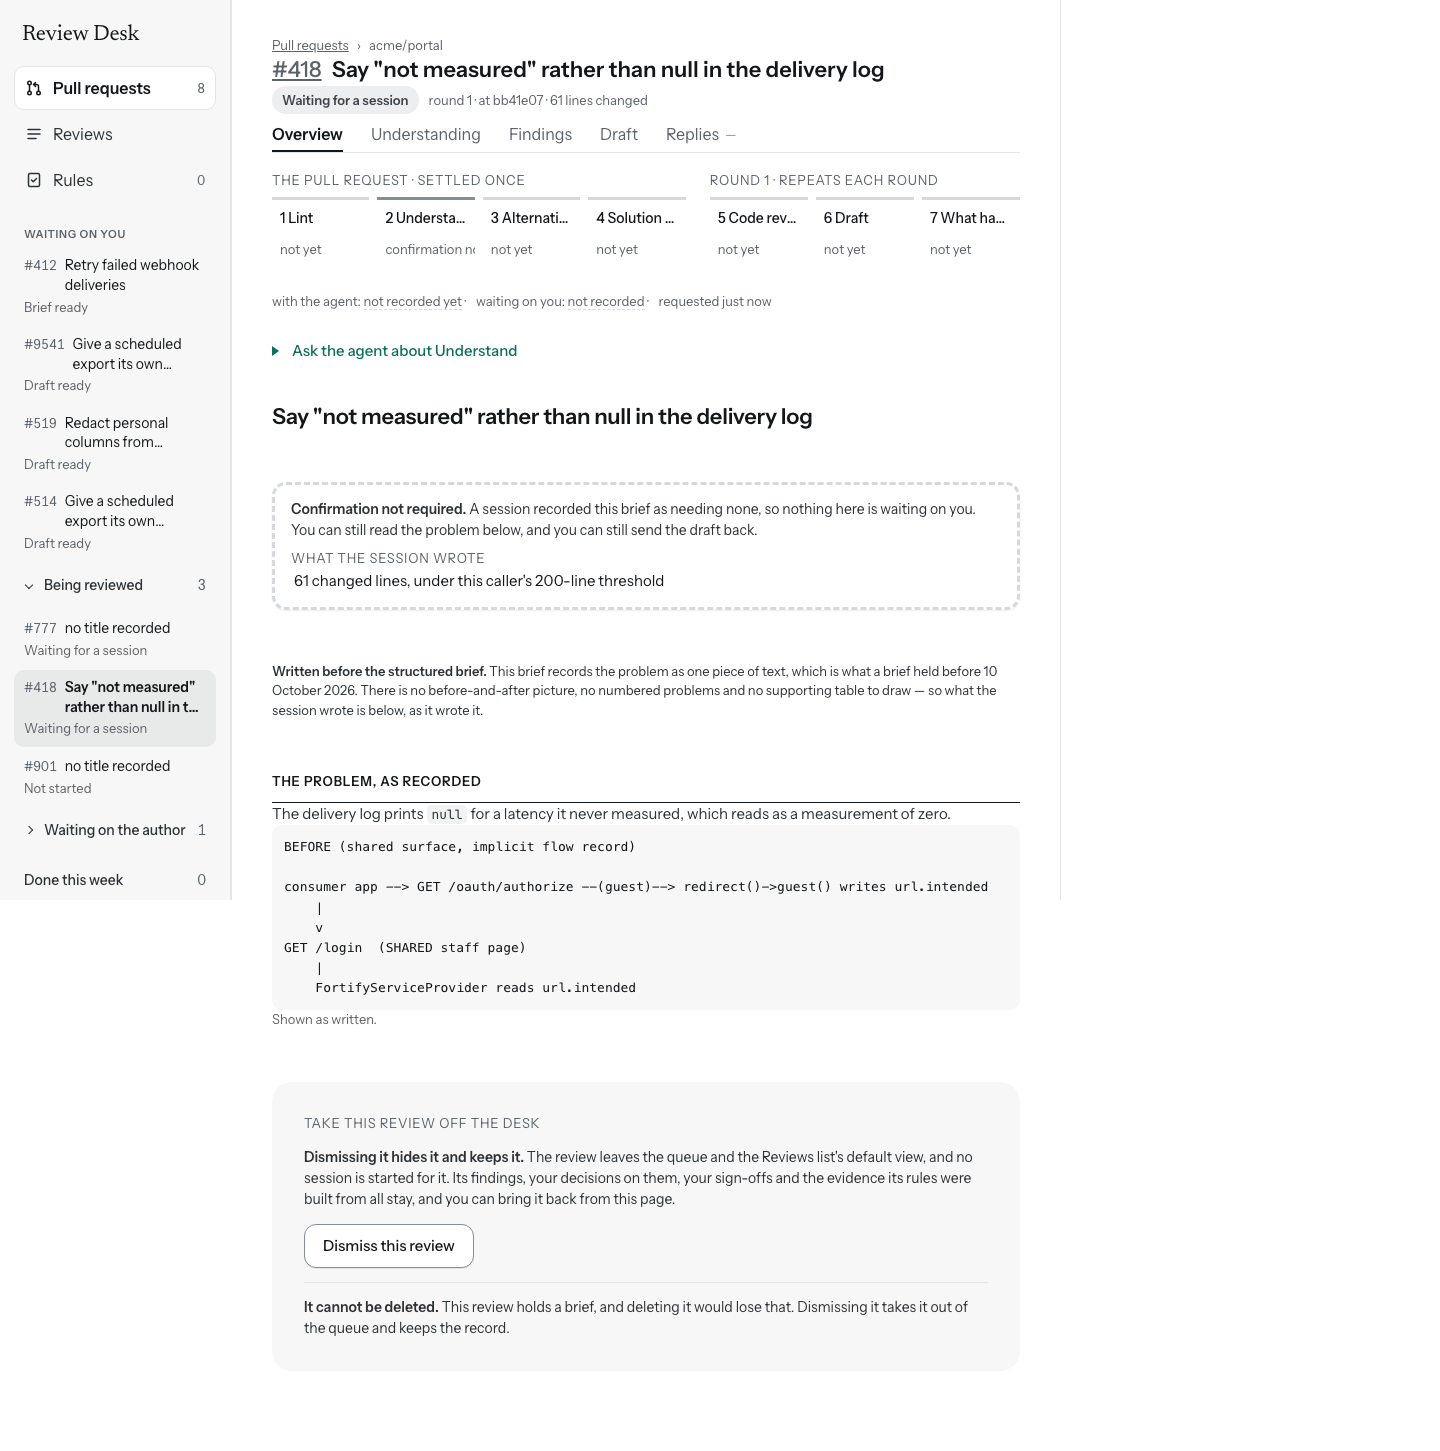 Review Desk
Pull requests 8
Reviews
Rules 0
WAITING ON YOU
#412 Retry failed webhook
deliveries
Brief ready
#9541 Give a scheduled
export its own...
Draft ready
#519 Redact personal
columns from...
Draft ready
#514 Give a scheduled
export its own...
Draft ready
Being reviewed 3
#777 no title recorded
Waiting for a session
#418 Say "not measured"
rather than null in t...
Waiting for a session
#901 no title recorded
Not started
Waiting on the author 1
Done this week 0
Pull requests › acme/portal
#418 Say "not measured" rather than null in the delivery log
Waiting for a session round 1 · at bb41e07 · 61 lines changed
Overview Understanding Findings Draft Replies —
THE PULL REQUEST · SETTLED ONCE ROUND 1 · REPEATS EACH ROUND
1 Lint 2 Understa... 3 Alternati... 4 Solution ... 5 Code rev... 6 Draft 7 What ha...
not yet confirmation no not yet not yet not yet not yet not yet
with the agent: not recorded yet · waiting on you: not recorded · requested just now
Ask the agent about Understand
Say "not measured" rather than null in the delivery log
Confirmation not required. A session recorded this brief as needing none, so nothing here is waiting on you.
You can still read the problem below, and you can still send the draft back.
WHAT THE SESSION WROTE
61 changed lines, under this caller's 200-line threshold
Written before the structured brief. This brief records the problem as one piece of text, which is what a brief held before 10
October 2026. There is no before-and-after picture, no numbered problems and no supporting table to draw — so what the
session wrote is below, as it wrote it.
THE PROBLEM, AS RECORDED
The delivery log prints null for a latency it never measured, which reads as a measurement of zero.
BEFORE (shared surface, implicit flow record)
consumer app --> GET /oauth/authorize --(guest)--> redirect()->guest() writes url.intended
|
v
GET /login  (SHARED staff page)
|
FortifyServiceProvider reads url.intended
Shown as written.
TAKE THIS REVIEW OFF THE DESK
Dismissing it hides it and keeps it. The review leaves the queue and the Reviews list's default view, and no
session is started for it. Its findings, your decisions on them, your sign-offs and the evidence its rules were
built from all stay, and you can bring it back from this page.
Dismiss this review
It cannot be deleted. This review holds a brief, and deleting it would lose that. Dismissing it takes it out of
the queue and keeps the record.